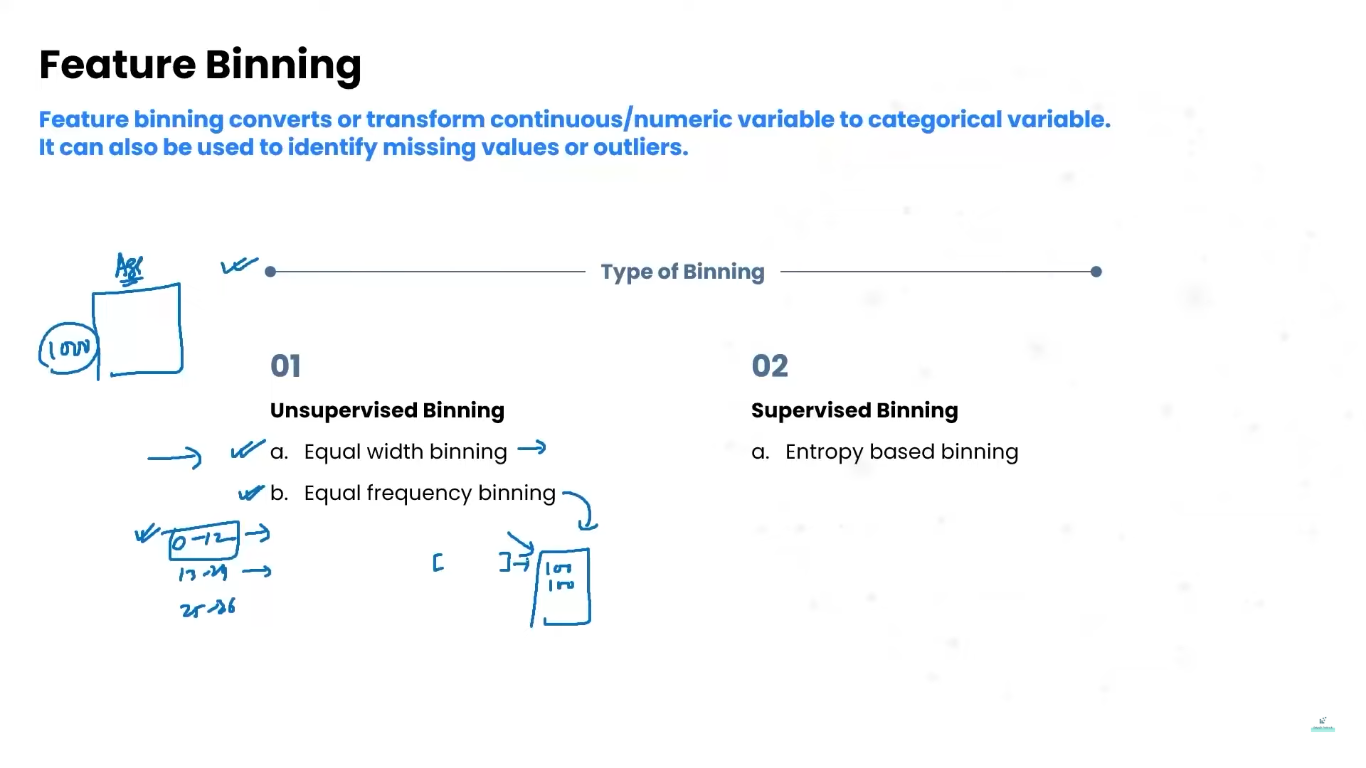 Feature Binning
Feature binning converts or transform continuous/numeric variable to categorical variable.
It can also be used to identify missing values or outliers.
Age
Type of Binning
1000
01
Unsupervised Binning
a. Equal width binning
b. Equal frequency binning
0-12
13-24
25-36
[ ]
100
100
02
Supervised Binning
a. Entropy based binning